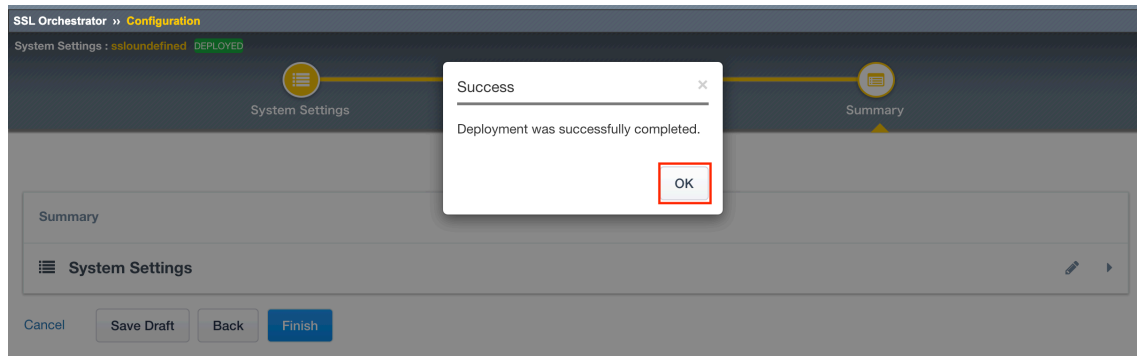 SSL Orchestrator ›› Configuration
System Settings : ssloundefined DEPLOYED
System Settings
Summary
Success ×
Deployment was successfully completed.
OK
Summary
System Settings
Cancel Save Draft Back Finish